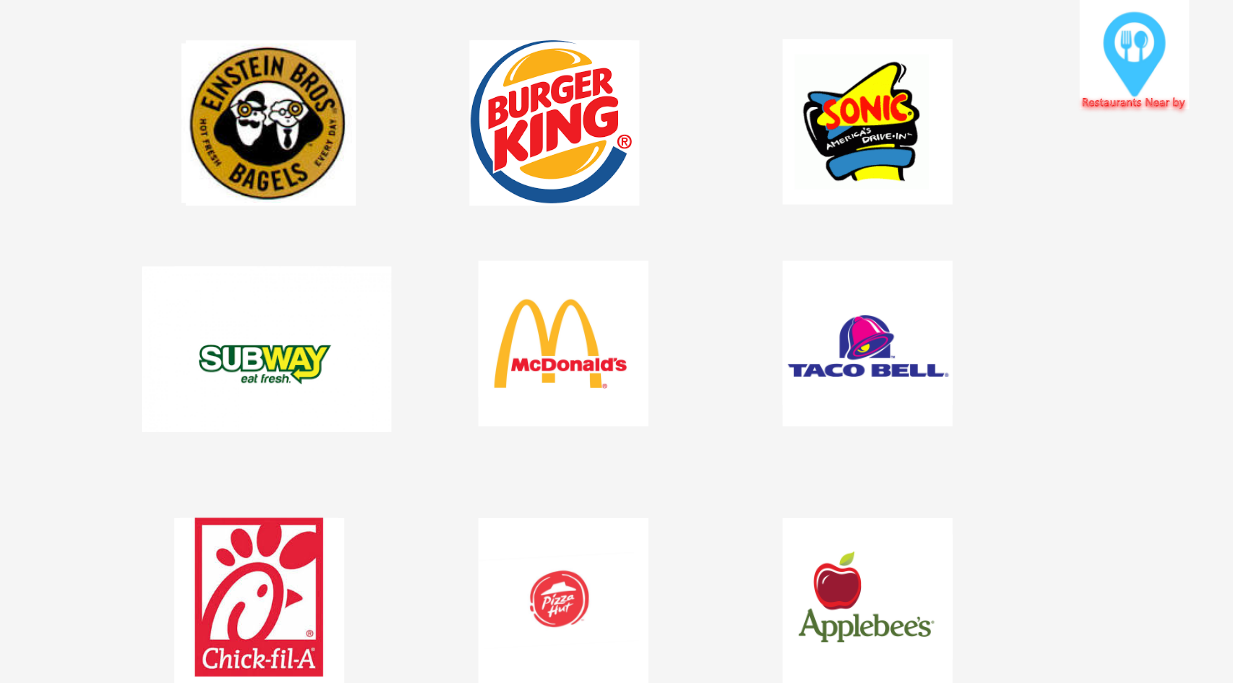 EINSTEIN BROS
HOT FRESH
EVERY DAY
BAGELS
BURGER
KING
®
SONIC
AMERICA'S
DRIVE-IN
Restaurants Near by
SUBWAY
eat fresh.
McDonald's
®
TACO BELL
®
Chick-fil-A
®
Pizza
Hut
Applebee's